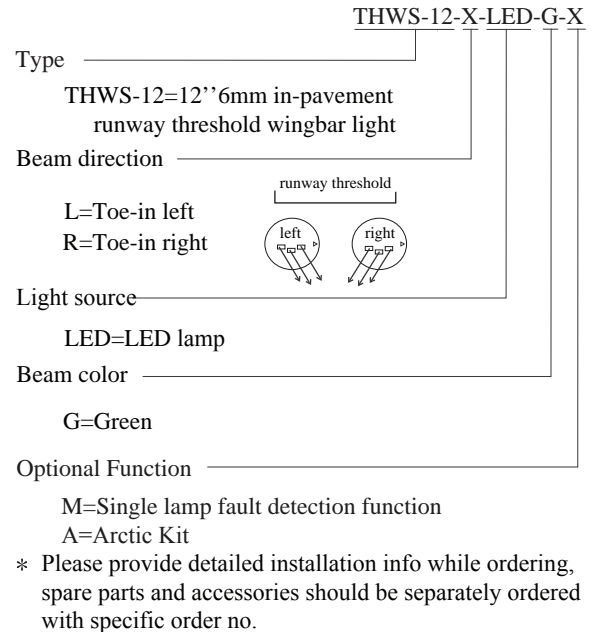 THWS-12-X-LED-G-X
Type
THWS-12=12’’6mm in-pavement
runway threshold wingbar light
Beam direction
runway threshold
L=Toe-in left
R=Toe-in right
left
right
Light source
LED=LED lamp
Beam color
G=Green
Optional Function
M=Single lamp fault detection function
A=Arctic Kit
* Please provide detailed installation info while ordering,
spare parts and accessories should be separately ordered
with specific order no.